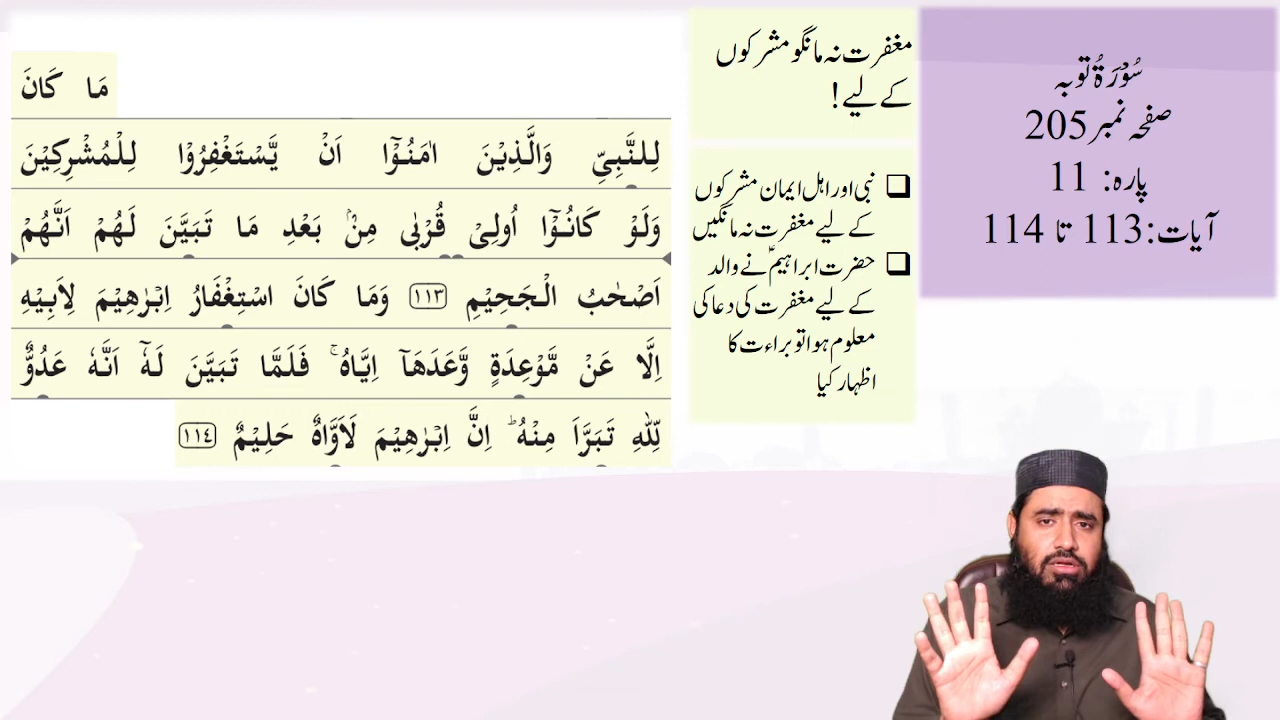 سُوْرَۃُ توبہ
صفحہ نمبر 205
پارہ: 11
آیات: 113 تا 114
مغفرت نہ مانگو مشرکوں
کے لیے!
❑ نبی اور اہل ایمان مشرکوں
کے لیے مغفرت نہ مانگیں
❑ حضرت ابراہیمؑ نے والد
کے لیے مغفرت کی دعا کی
معلوم ہوا تو براءت کا
اظہار کیا
مَا كَانَ
لِلنَّبِيِّ وَالَّذِيْنَ اٰمَنُوْٓا اَنْ يَّسْتَغْفِرُوْا لِلْمُشْرِكِيْنَ
وَلَوْ كَانُوْٓا اُولِيْ قُرْبٰى مِنْۢ بَعْدِ مَا تَبَيَّنَ لَهُمْ اَنَّهُمْ
اَصْحٰبُ الْجَحِيْمِ ١١٣ وَمَا كَانَ اسْتِغْفَارُ اِبْرٰهِيْمَ لِاَبِيْهِ
اِلَّا عَنْ مَّوْعِدَةٍ وَّعَدَهَآ اِيَّاهُ ۚ فَلَمَّا تَبَيَّنَ لَهٗٓ اَنَّهٗ عَدُوٌّ
لِّلّٰهِ تَبَرَّاَ مِنْهُ ؕ اِنَّ اِبْرٰهِيْمَ لَاَوَّاهٌ حَلِيْمٌ ١١٤